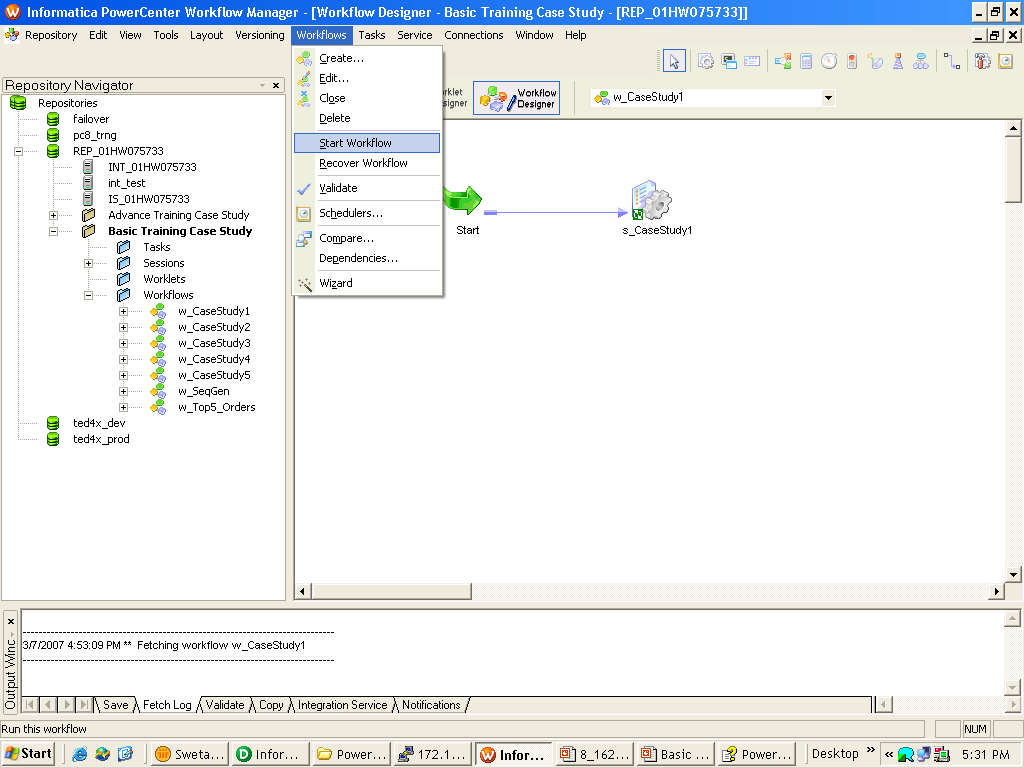 Informatica PowerCenter Workflow Manager - [Workflow Designer - Basic Training Case Study - [REP_01HW075733]]
Repository Edit View Tools Layout Versioning Workflows Tasks Service Connections Window Help
Create...
Edit...
Close
Delete
Start Workflow
Recover Workflow
Validate
Schedulers...
Compare...
Dependencies...
Wizard
Workflow
Designer
w_CaseStudy1
Repository Navigator
Repositories
failover
pc8_trng
REP_01HW075733
INT_01HW075733
int_test
IS_01HW075733
Advance Training Case Study
Basic Training Case Study
Tasks
Sessions
Worklets
Workflows
w_CaseStudy1
w_CaseStudy2
w_CaseStudy3
w_CaseStudy4
w_CaseStudy5
w_SeqGen
w_Top5_Orders
ted4x_dev
ted4x_prod
Start
s_CaseStudy1
Output Winc
3/7/2007 4:53:09 PM ** Fetching workflow w_CaseStudy1
Save Fetch Log Validate Copy Integration Service Notifications
Run this workflow
NUM
Start Sweta... Infor... Power... 172.1... Infor... 8_162... Basic ... Power... Desktop 5:31 PM